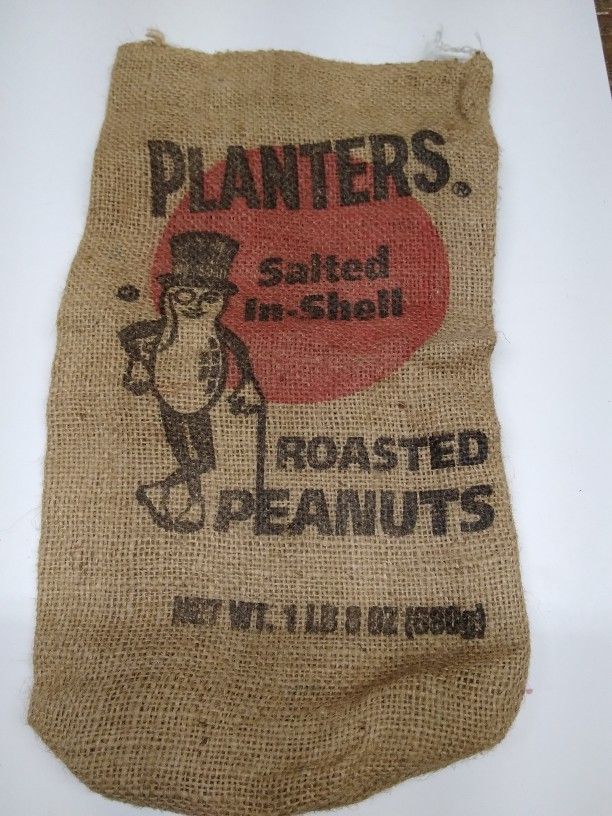 PLANTERS®
Salted
In-Shell
ROASTED
PEANUTS
NET WT. 1 LB 8 OZ (680g)